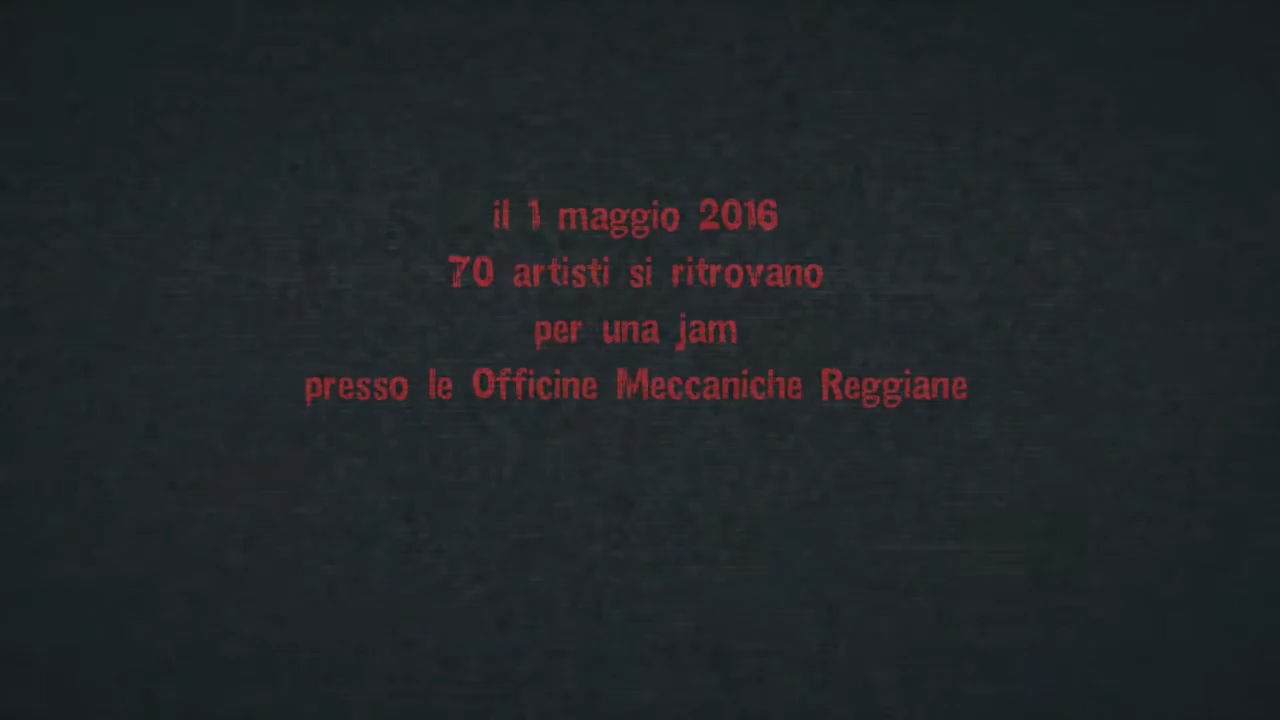 il 1 maggio 2016
70 artisti si ritrovano
per una jam
presso le Officine Meccaniche Reggiane